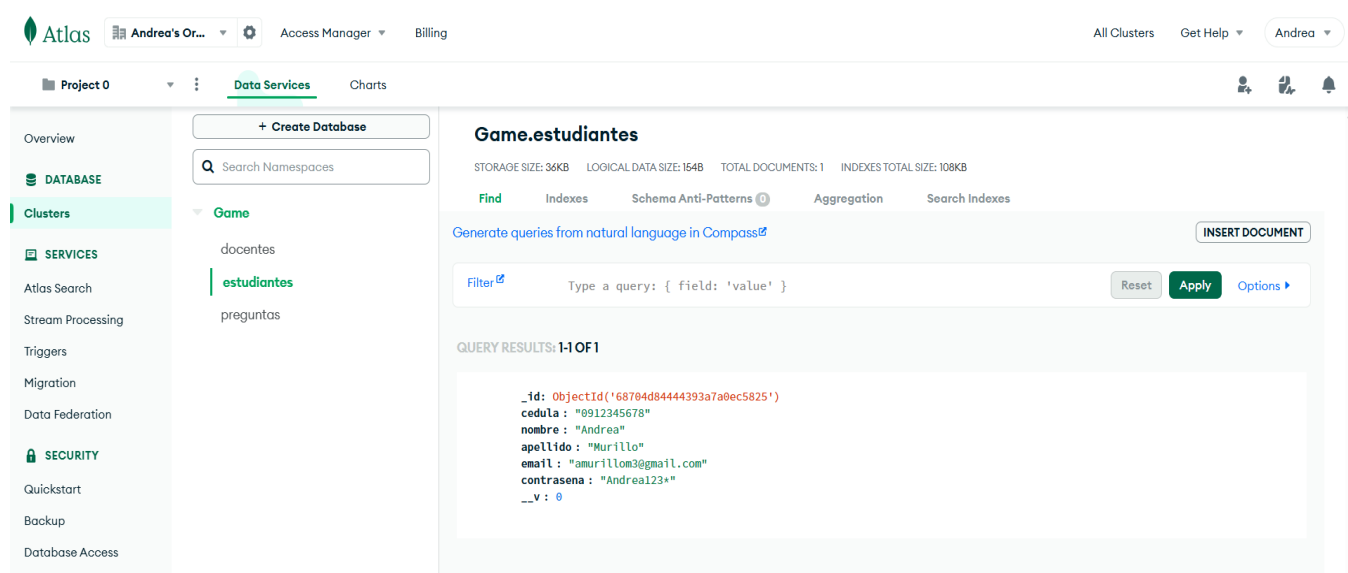 Atlas Andrea's Or... Access Manager Billing All Clusters Get Help Andrea
Project 0 Data Services Charts
Overview
DATABASE
Clusters
SERVICES
Atlas Search
Stream Processing
Triggers
Migration
Data Federation
SECURITY
Quickstart
Backup
Database Access
+ Create Database
Search Namespaces
Game
docentes
estudiantes
preguntas
Game.estudiantes
STORAGE SIZE: 36KB LOGICAL DATA SIZE: 154B TOTAL DOCUMENTS: 1 INDEXES TOTAL SIZE: 108KB
Find Indexes Schema Anti-Patterns 0 Aggregation Search Indexes
Generate queries from natural language in Compass
INSERT DOCUMENT
Filter Type a query: { field: 'value' } Reset Apply Options
QUERY RESULTS: 1-1 OF 1
_id: ObjectId('68704d84444393a7a0ec5825')
cedula : "0912345678"
nombre : "Andrea"
apellido : "Murillo"
email : "amurillom3@gmail.com"
contrasena : "Andrea123*"
__v : 0